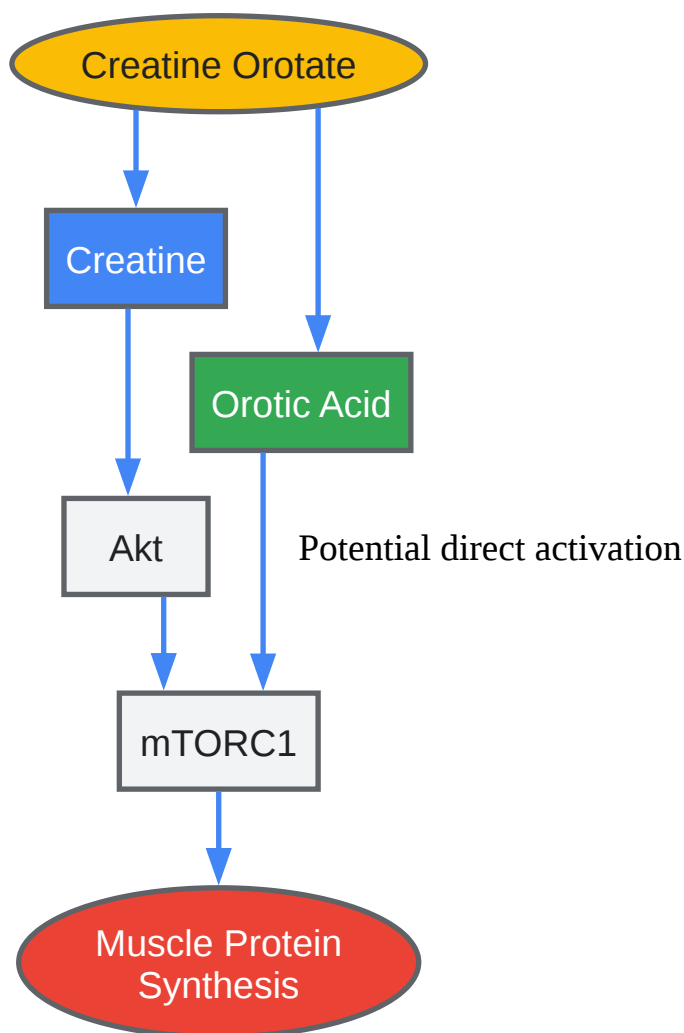 Creatine Orotate
Creatine
Orotic Acid
Akt
Potential direct activation
mTORC1
Muscle Protein
Synthesis